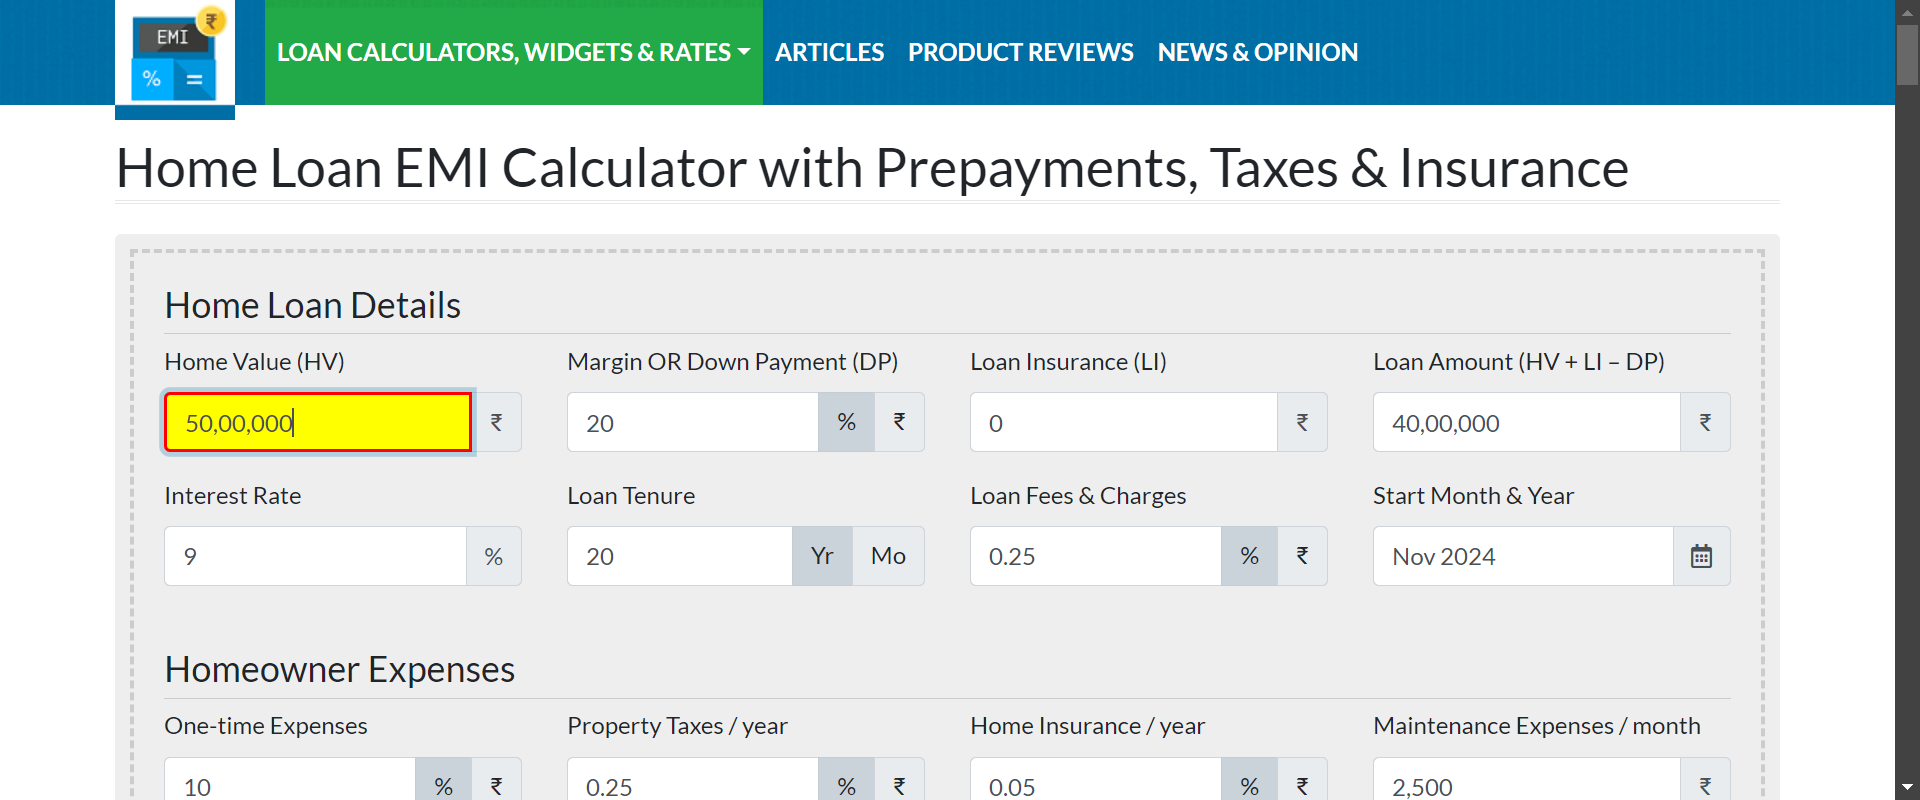 EMI ₹
% =
LOAN CALCULATORS, WIDGETS & RATES ARTICLES PRODUCT REVIEWS NEWS & OPINION
Home Loan EMI Calculator with Prepayments, Taxes & Insurance
Home Loan Details
Home Value (HV) Margin OR Down Payment (DP) Loan Insurance (LI) Loan Amount (HV + LI – DP)
50,00,000 ₹ 20 % ₹ 0 ₹ 40,00,000 ₹
Interest Rate Loan Tenure Loan Fees & Charges Start Month & Year
9 % 20 Yr Mo 0.25 % ₹ Nov 2024
Homeowner Expenses
One-time Expenses Property Taxes / year Home Insurance / year Maintenance Expenses / month
10 % ₹ 0.25 % ₹ 0.05 % ₹ 2,500 ₹